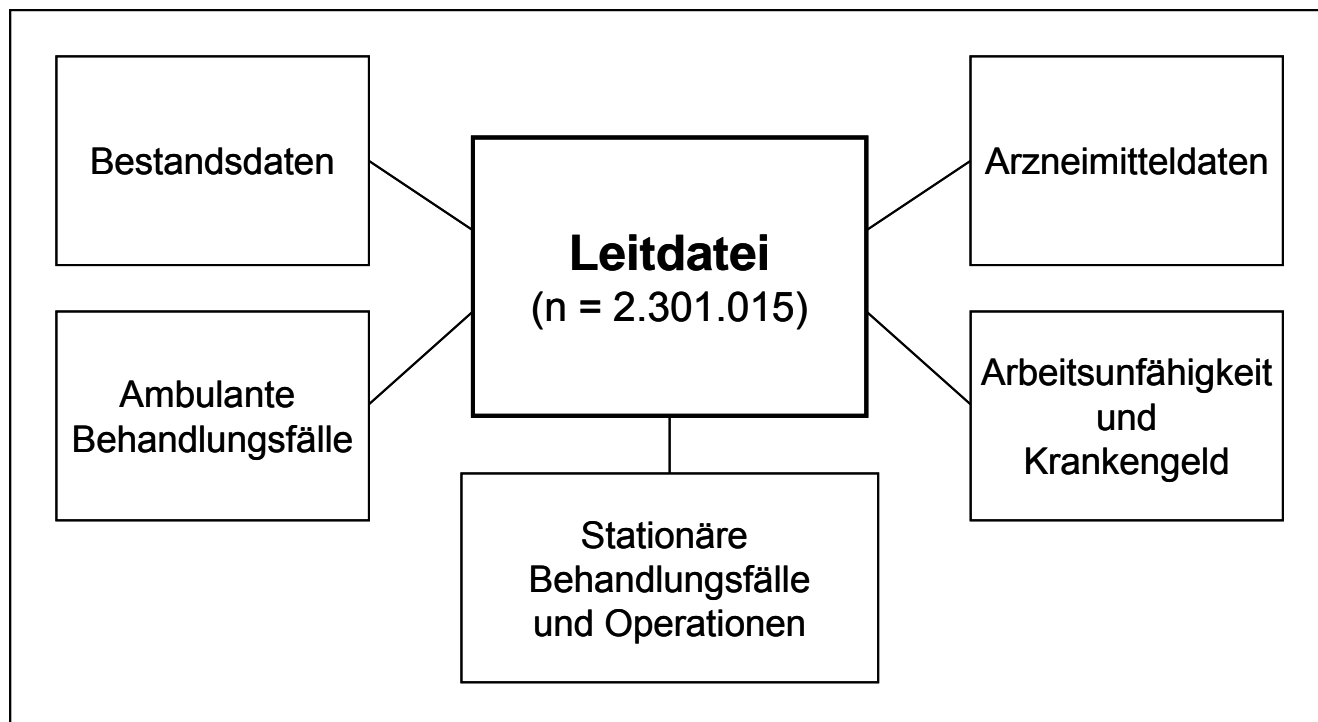 Bestandsdaten
Ambulante
Behandlungsfälle
Leitdatei
(n = 2.301.015)
Stationäre
Behandlungsfälle
und Operationen
Arzneimitteldaten
Arbeitsunfähigkeit
und
Krankengeld